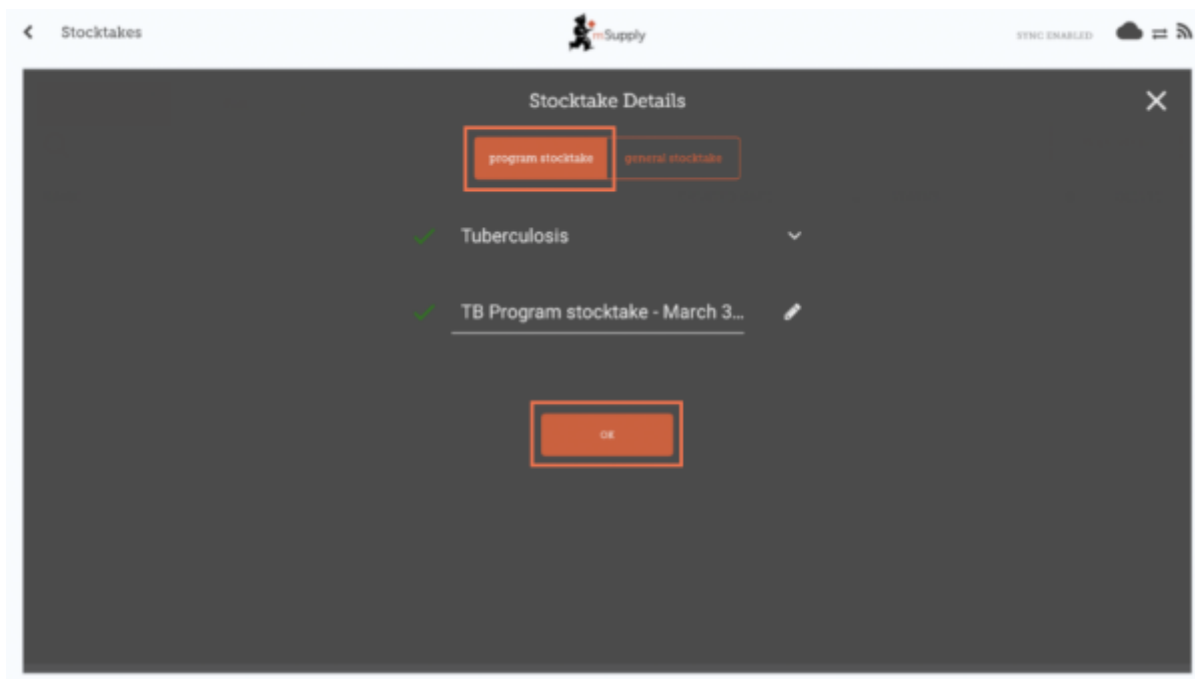 Stocktakes
mSupply
SYNC ENABLED
Stocktake Details
program stocktake
general stocktake
Tuberculosis
TB Program stocktake - March 3...
OK